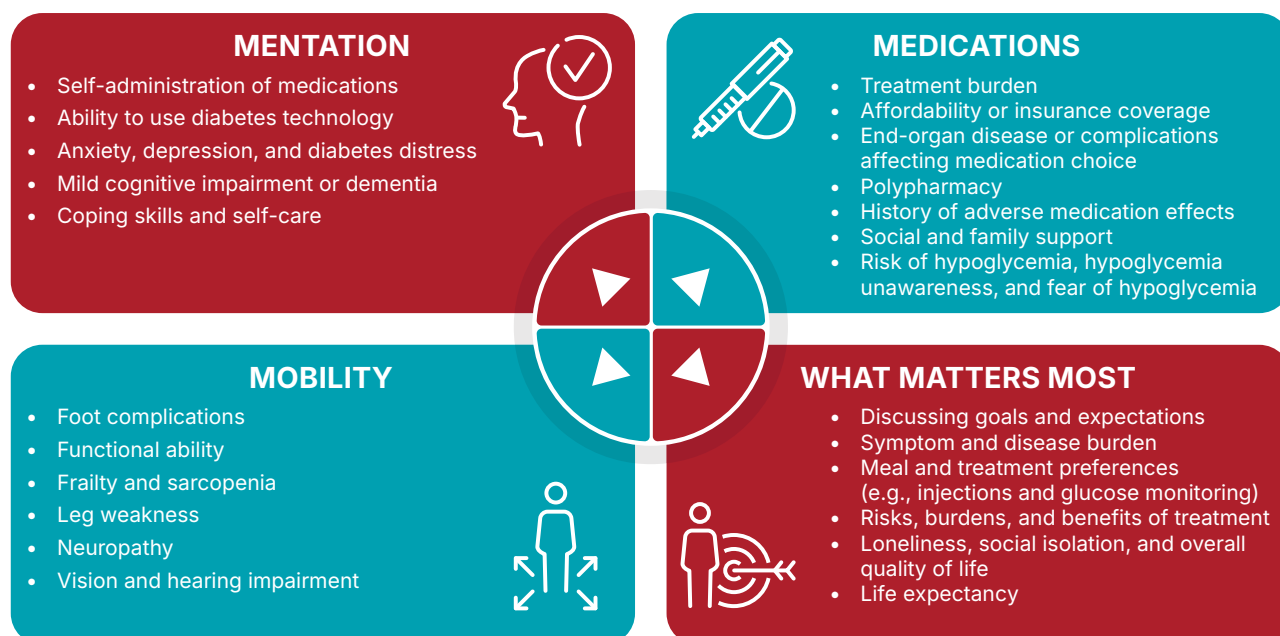 MENTATION
• Self-administration of medications
• Ability to use diabetes technology
• Anxiety, depression, and diabetes distress
• Mild cognitive impairment or dementia
• Coping skills and self-care
MEDICATIONS
• Treatment burden
• Affordability or insurance coverage
• End-organ disease or complications
affecting medication choice
• Polypharmacy
• History of adverse medication effects
• Social and family support
• Risk of hypoglycemia, hypoglycemia
unawareness, and fear of hypoglycemia
MOBILITY
• Foot complications
• Functional ability
• Frailty and sarcopenia
• Leg weakness
• Neuropathy
• Vision and hearing impairment
WHAT MATTERS MOST
• Discussing goals and expectations
• Symptom and disease burden
• Meal and treatment preferences
(e.g., injections and glucose monitoring)
• Risks, burdens, and benefits of treatment
• Loneliness, social isolation, and overall
quality of life
• Life expectancy